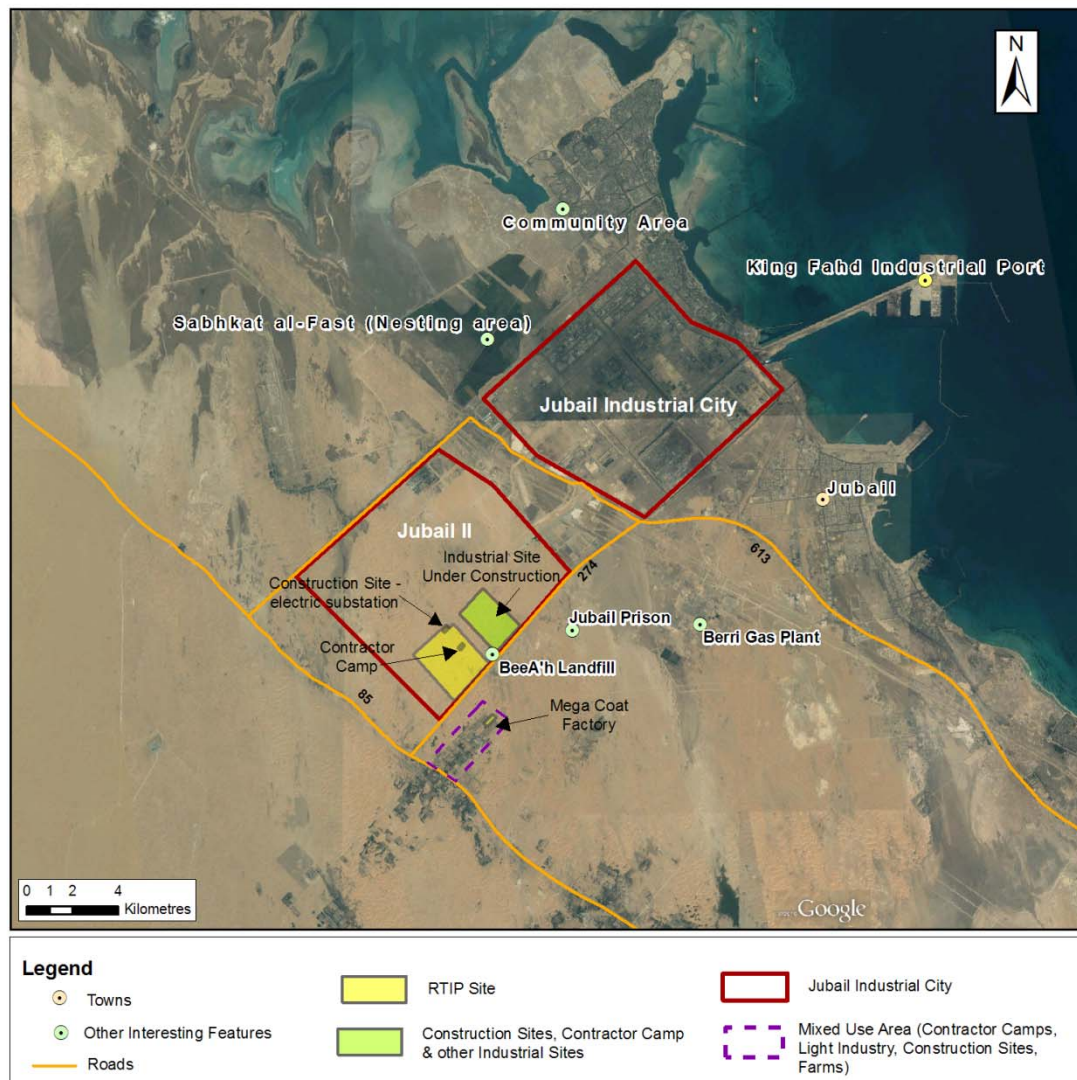 N
Community Area
King Fahd Industrial Port
Sabhkat al-Fast (Nesting area)
Jubail Industrial City
Jubail
Jubail II
Industrial Site
Under Construction
274
613
Construction Site -
electric substation
Jubail Prison
Berri Gas Plant
Contractor
Camp
BeeA'h Landfill
85
Mega Coat
Factory
0 1 2 4
Kilometres
Google
Legend
Towns
Other Interesting Features
Roads
RTIP Site
Construction Sites, Contractor Camp
& other Industrial Sites
Jubail Industrial City
Mixed Use Area (Contractor Camps,
Light Industry, Construction Sites,
Farms)